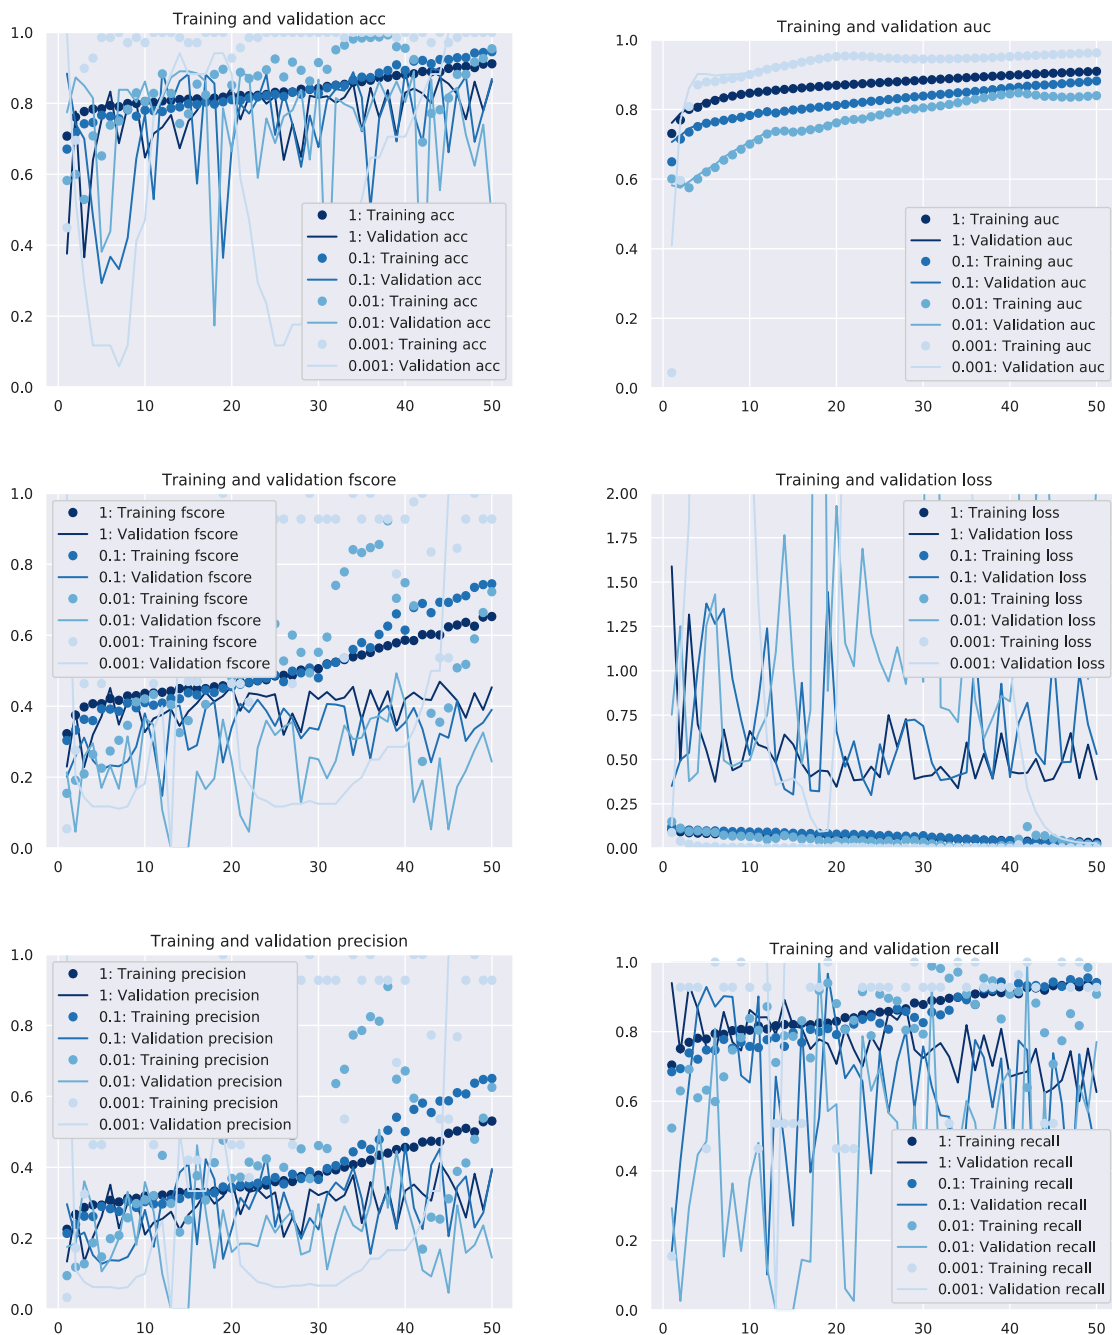 Training and validation acc
1.0
0.8
0.6
0.4
0.2
0.0
0 10 20 30 40 50
1: Training acc
1: Validation acc
0.1: Training acc
0.1: Validation acc
0.01: Training acc
0.01: Validation acc
0.001: Training acc
0.001: Validation acc
Training and validation auc
1.0
0.8
0.6
0.4
0.2
0.0
0 10 20 30 40 50
1: Training auc
1: Validation auc
0.1: Training auc
0.1: Validation auc
0.01: Training auc
0.01: Validation auc
0.001: Training auc
0.001: Validation auc
Training and validation fscore
1.0
0.8
0.6
0.4
0.2
0.0
0 10 20 30 40 50
1: Training fscore
1: Validation fscore
0.1: Training fscore
0.1: Validation fscore
0.01: Training fscore
0.01: Validation fscore
0.001: Training fscore
0.001: Validation fscore
Training and validation loss
2.00
1.75
1.50
1.25
1.00
0.75
0.50
0.25
0.00
0 10 20 30 40 50
1: Training loss
1: Validation loss
0.1: Training loss
0.1: Validation loss
0.01: Training loss
0.01: Validation loss
0.001: Training loss
0.001: Validation loss
Training and validation precision
1.0
0.8
0.6
0.4
0.2
0.0
0 10 20 30 40 50
1: Training precision
1: Validation precision
0.1: Training precision
0.1: Validation precision
0.01: Training precision
0.01: Validation precision
0.001: Training precision
0.001: Validation precision
Training and validation recall
1.0
0.8
0.6
0.4
0.2
0.0
0 10 20 30 40 50
1: Training recall
1: Validation recall
0.1: Training recall
0.1: Validation recall
0.01: Training recall
0.01: Validation recall
0.001: Training recall
0.001: Validation recall